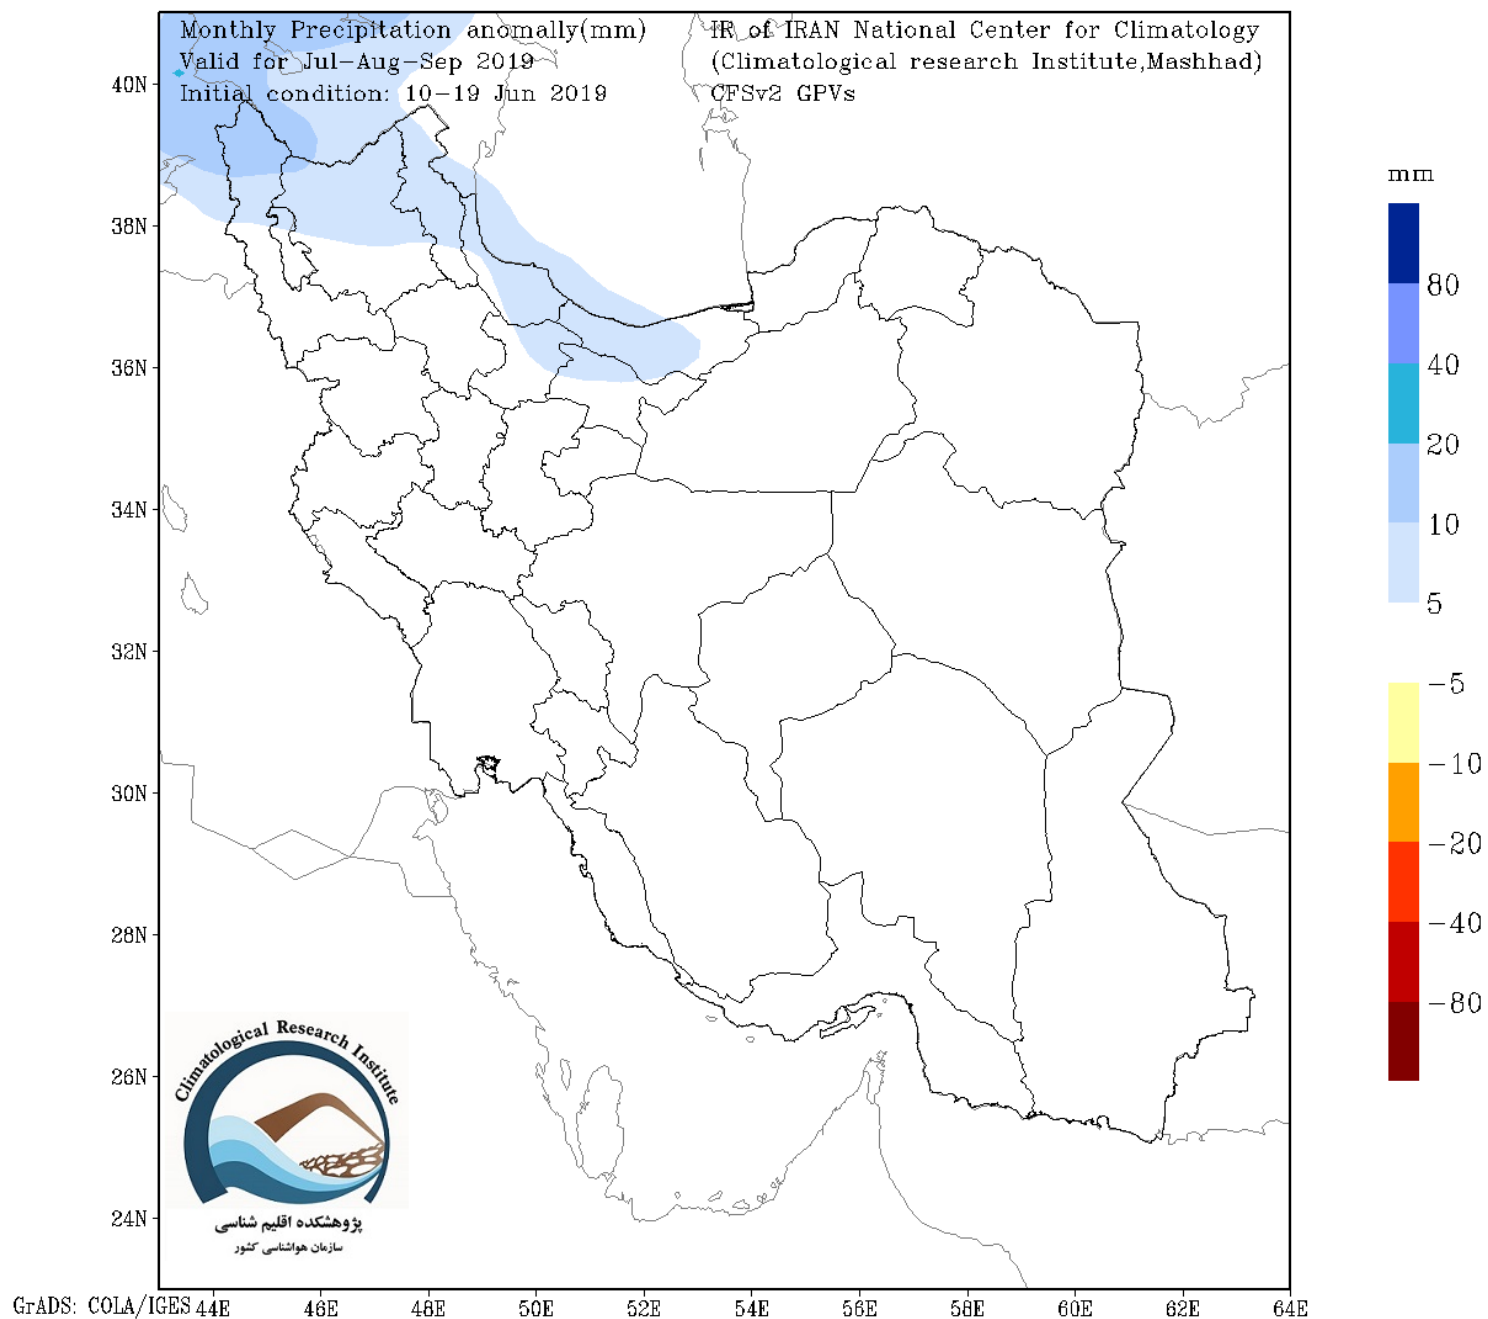 Monthly Precipitation anomally(mm)
Valid for Jul-Aug-Sep 2019
Initial condition: 10-19 Jun 2019
IR of IRAN National Center for Climatology
(Climatological research Institute,Mashhad)
CFSv2 GPVs
40N
38N
36N
34N
32N
30N
28N
26N
24N
44E
46E
48E
50E
52E
54E
56E
58E
60E
62E
64E
mm
80
40
20
10
5
-5
-10
-20
-40
-80
Climatological Research Institute
پژوهشکده اقلیم شناسی
سازمان هواشناسی کشور
GrADS: COLA/IGES